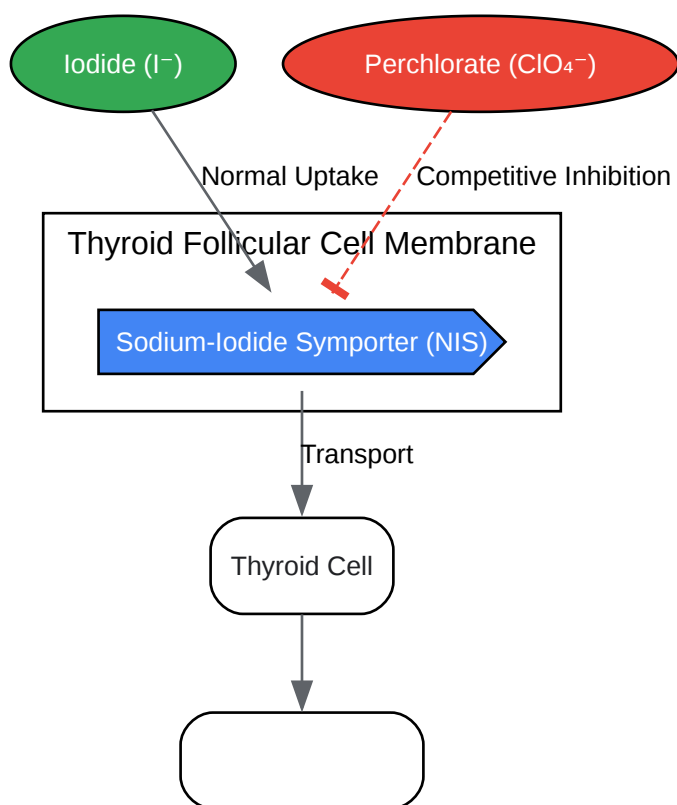 Iodide (I⁻)
Perchlorate (ClO₄⁻)
Normal Uptake
Competitive Inhibition
Thyroid Follicular Cell Membrane
Sodium-Iodide Symporter (NIS)
Transport
Thyroid Cell